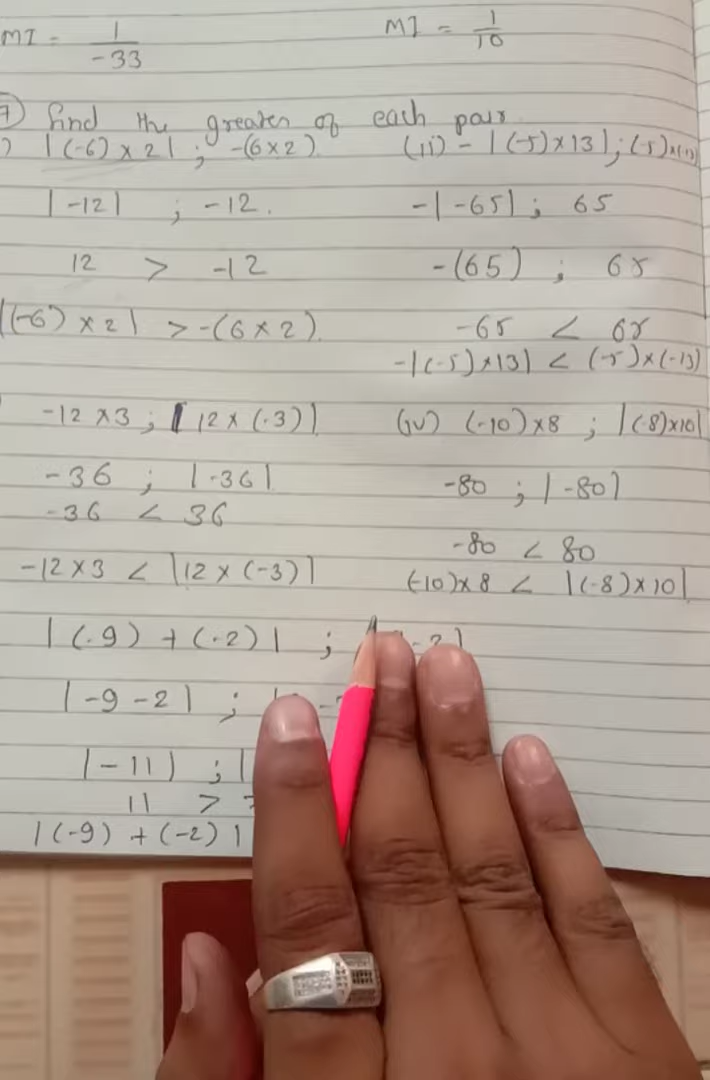 MI = 1/-33
MI = 1/10
7) find the greater of each pair.
) |(-6) × 2| ; -(6×2)
(ii) - |(-5)×13| ; (-5)×(-13)
|-12| ; -12.
-|-65| ; 65
12 > -12
-(65) ; 65
|(-6) × 2| > -(6×2).
-65 < 65
-|(-5)×13| < (-5)×(-13)
-12 × 3 ; |12 × (-3)|
(iv) (-10)×8 ; |(-8)×10|
-36 ; |-36|
-80 ; |-80|
-36 < 36
-80 < 80
-12 × 3 < |12 × (-3)|
(-10)×8 < |(-8)×10|
|(-9) + (-2)| ;
|-9 - 2| ;
|-11| ; |
11 >
|(-9) + (-2)|